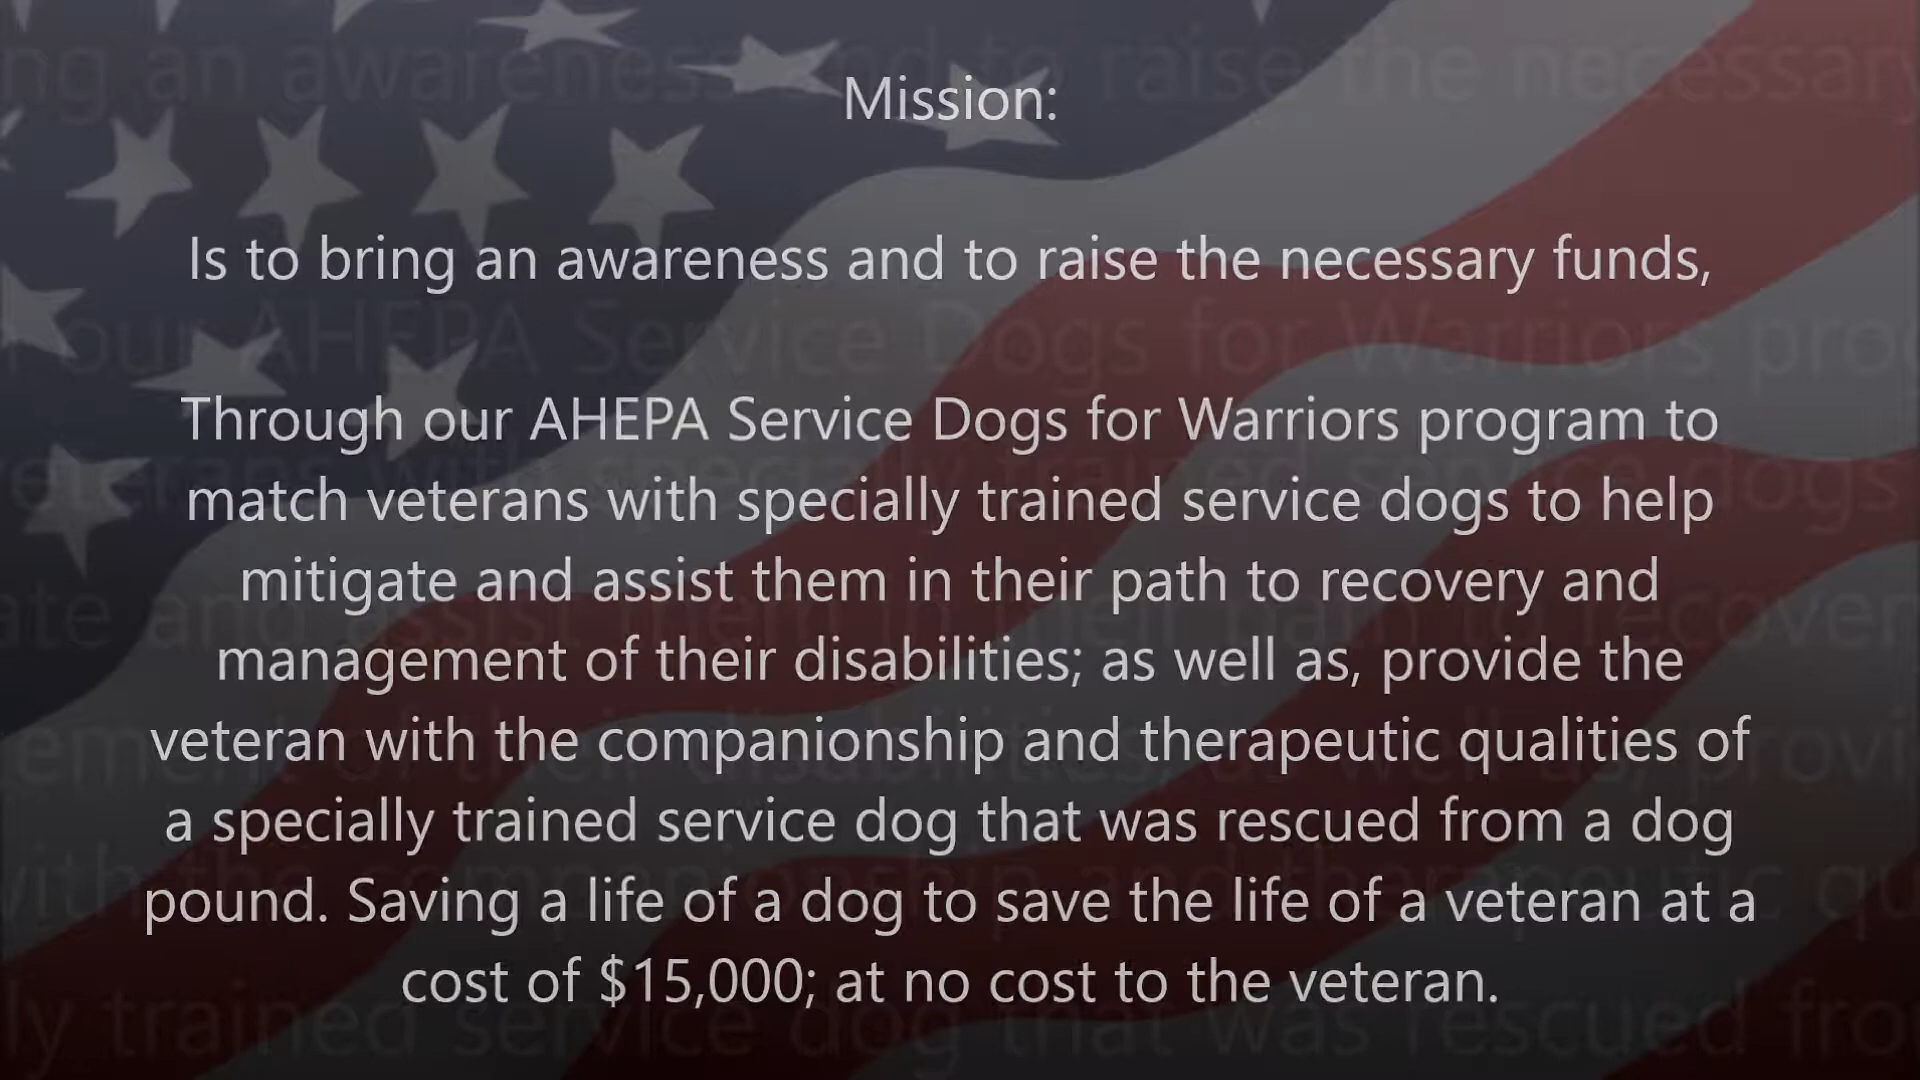 Mission:
Is to bring an awareness and to raise the necessary funds,
Through our AHEPA Service Dogs for Warriors program to
match veterans with specially trained service dogs to help
mitigate and assist them in their path to recovery and
management of their disabilities; as well as, provide the
veteran with the companionship and therapeutic qualities of
a specially trained service dog that was rescued from a dog
pound. Saving a life of a dog to save the life of a veteran at a
cost of $15,000; at no cost to the veteran.